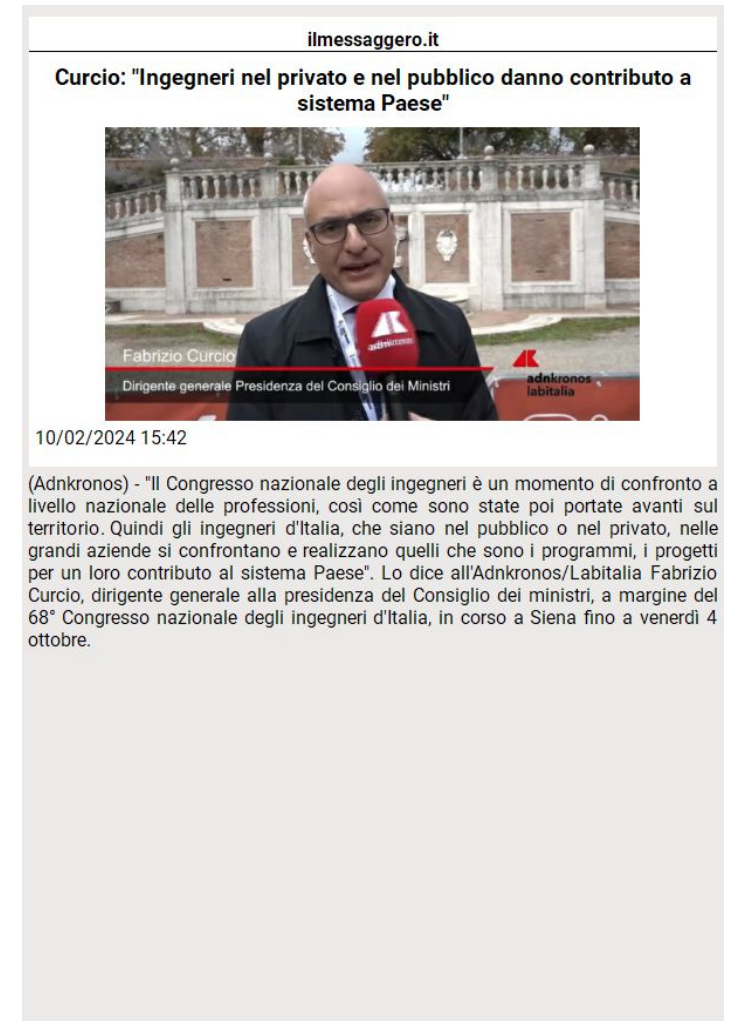 ilmessaggero.it
Curcio: "Ingegneri nel privato e nel pubblico danno contributo a
sistema Paese"
adnkronos
Fabrizio Curcio
Dirigente generale Presidenza del Consiglio dei Ministri
adnkronos
labitalia
10/02/2024 15:42
(Adnkronos) - "Il Congresso nazionale degli ingegneri è un momento di confronto a
livello nazionale delle professioni, così come sono state poi portate avanti sul
territorio. Quindi gli ingegneri d'Italia, che siano nel pubblico o nel privato, nelle
grandi aziende si confrontano e realizzano quelli che sono i programmi, i progetti
per un loro contributo al sistema Paese". Lo dice all'Adnkronos/Labitalia Fabrizio
Curcio, dirigente generale alla presidenza del Consiglio dei ministri, a margine del
68° Congresso nazionale degli ingegneri d'Italia, in corso a Siena fino a venerdì 4
ottobre.